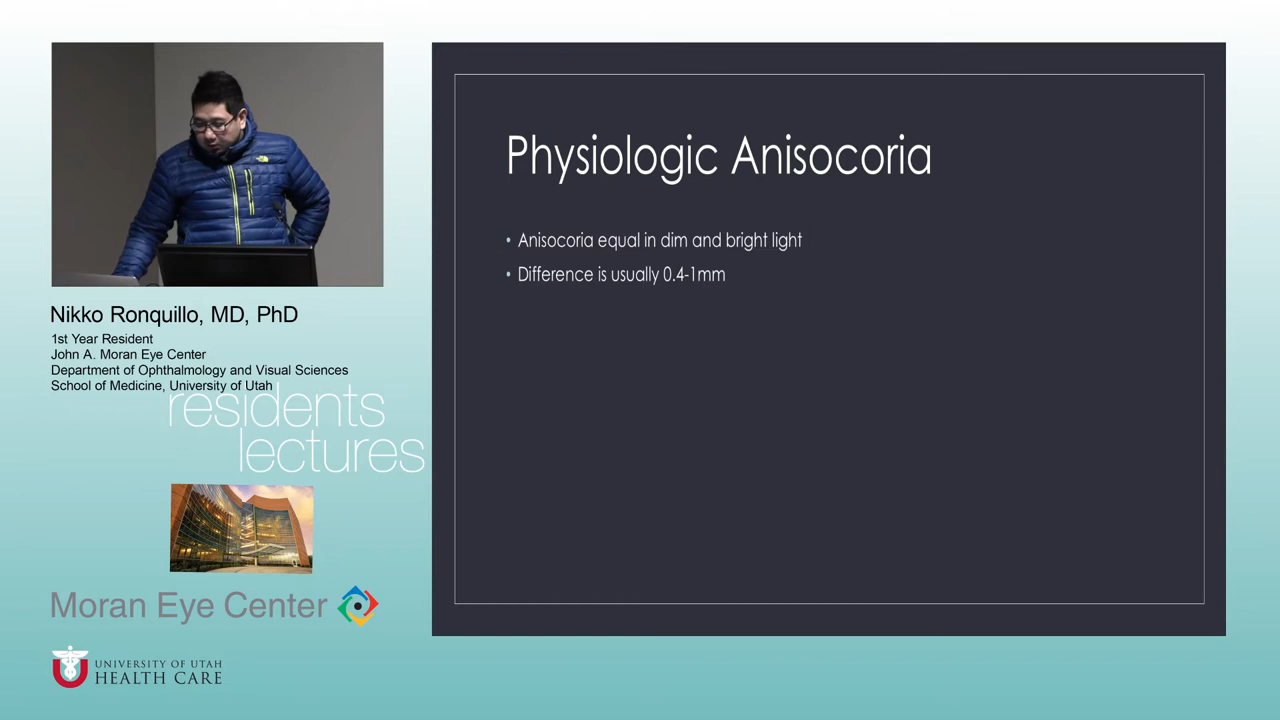 Physiologic Anisocoria
• Anisocoria equal in dim and bright light
• Difference is usually 0.4-1mm
Nikko Ronquillo, MD, PhD
1st Year Resident
John A. Moran Eye Center
Department of Ophthalmology and Visual Sciences
School of Medicine, University of Utah
residents
lectures
Moran Eye Center
UNIVERSITY OF UTAH
HEALTH CARE